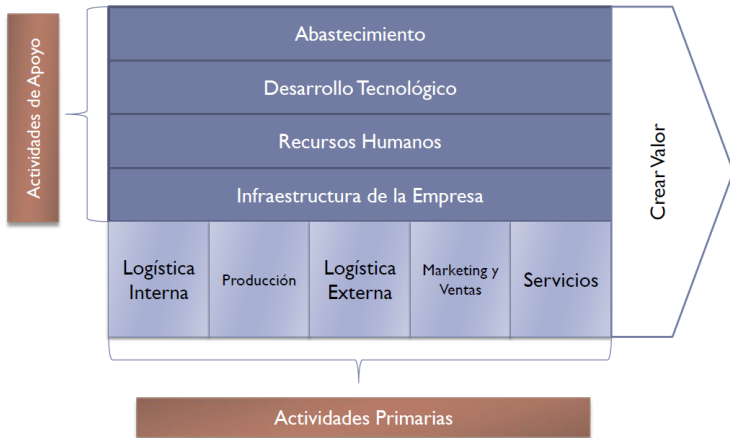 Actividades de Apoyo
Abastecimiento
Desarrollo Tecnológico
Recursos Humanos
Infraestructura de la Empresa
Logística
Interna
Producción
Logística
Externa
Marketing y
Ventas
Servicios
Crear Valor
Actividades Primarias